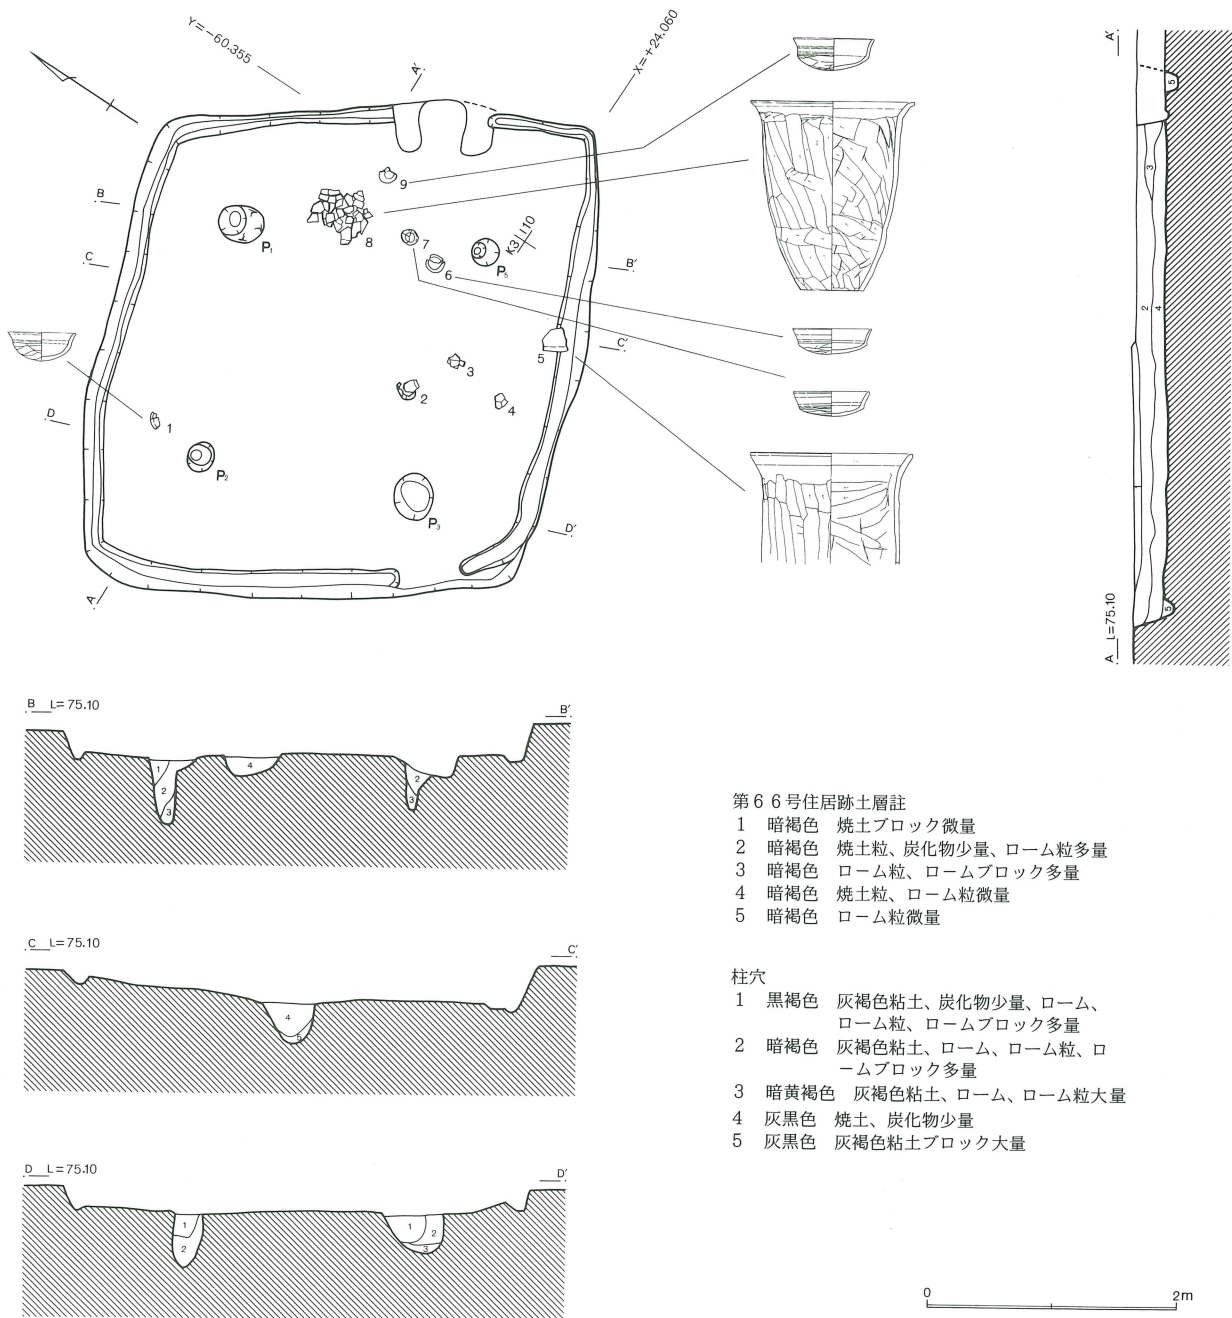 Y=-60.355
X=+24.060
A'
B
C
D
A
9
8
7
6
P₁
P₅
K3 I10
B'
C'
5
3
2
4
1
P₂
P₃
D'
A'
5
3
2
4
5
A L=75.10
B L=75.10
B'
1
2
3
4
2
3
C L=75.10
C'
4
5
D L=75.10
D'
1
2
1
2
3
第66号住居跡土層註
1 暗褐色 焼土ブロック微量
2 暗褐色 焼土粒、炭化物少量、ローム粒多量
3 暗褐色 ローム粒、ロームブロック多量
4 暗褐色 焼土粒、ローム粒微量
5 暗褐色 ローム粒微量
柱穴
1 黒褐色 灰褐色粘土、炭化物少量、ローム、
ローム粒、ロームブロック多量
2 暗褐色 灰褐色粘土、ローム、ローム粒、ロ
ームブロック多量
3 暗黄褐色 灰褐色粘土、ローム、ローム粒大量
4 灰黒色 焼土、炭化物少量
5 灰黒色 灰褐色粘土ブロック大量
0 2m